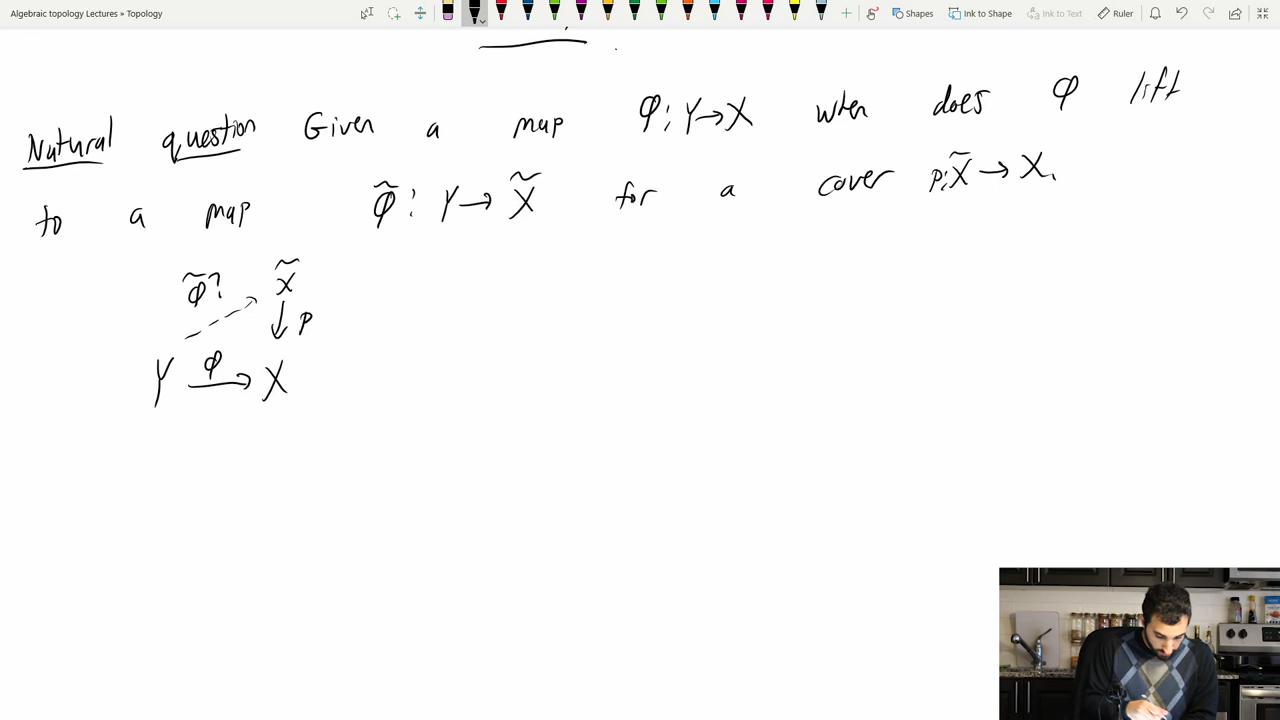 Algebraic topology Lectures » Topology
Shapes Ink to Shape Ink to Text Ruler
Natural question Given a map φ: Y→X when does φ lift
to a map φ̃: Y→X̃ for a cover p: X̃→X.
φ̃? X̃
p
Y φ→ X